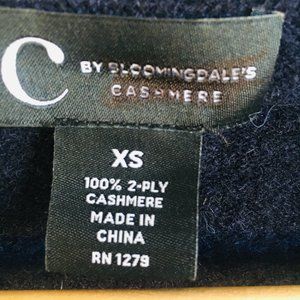 C
BY BLOOMINGDALE'S
CASHMERE
XS
100% 2-PLY
CASHMERE
MADE IN
CHINA
RN 1279